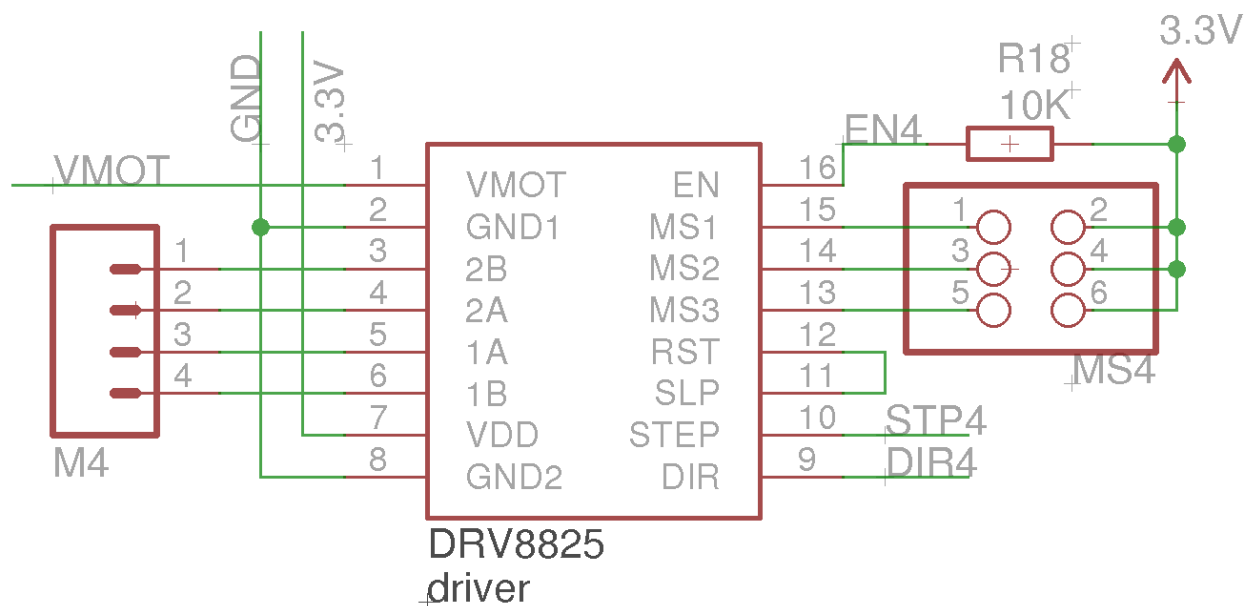 3.3V
R18
10K
GND
3.3V
EN4
VMOT
1 VMOT EN 16
2 GND1 MS1 15 1 2
1 3 2B MS2 14 3 4
2 4 2A MS3 13 5 6
3 5 1A RST 12
4 6 1B SLP 11
MS4
7 VDD STEP 10 STP4
M4
8 GND2 DIR 9 DIR4
DRV8825
driver